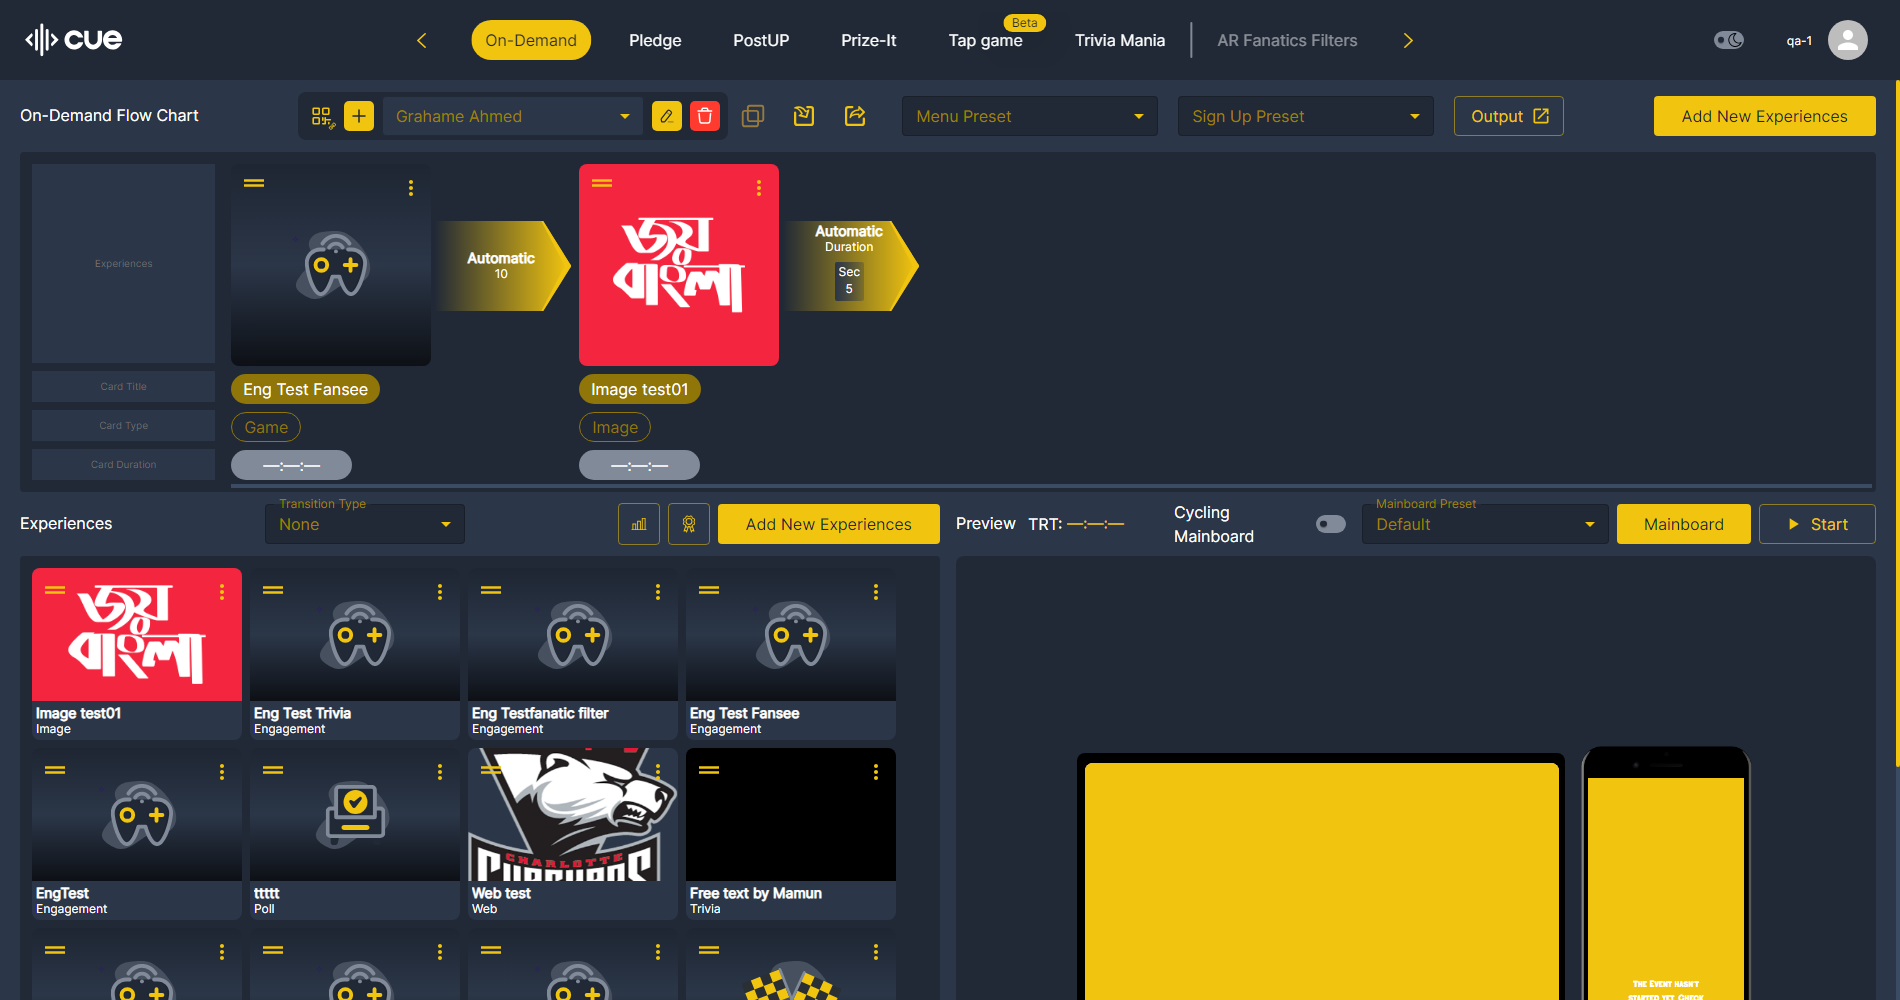 cue
On-Demand
Pledge
PostUP
Prize-It
Beta
Tap game
Trivia Mania
AR Fanatics Filters
qa-1
On-Demand Flow Chart
Grahame Ahmed
Menu Preset
Sign Up Preset
Output
Add New Experiences
Experiences
Automatic
10
জয়
বাংলা
Automatic
Duration
Sec
5
Card Title
Eng Test Fansee
Image test01
Card Type
Game
Image
Card Duration
—:—:—
—:—:—
Experiences
Transition Type
None
Add New Experiences
Preview
TRT: —:—:—
Cycling
Mainboard
Mainboard Preset
Default
Mainboard
Start
জয়
বাংলা
Image test01
Image
Eng Test Trivia
Engagement
Eng Testfanatic filter
Engagement
Eng Test Fansee
Engagement
EngTest
Engagement
ttttt
Poll
CHARLOTTE
Web test
Web
Free text by Mamun
Trivia
The Event hasn't
started yet. Check